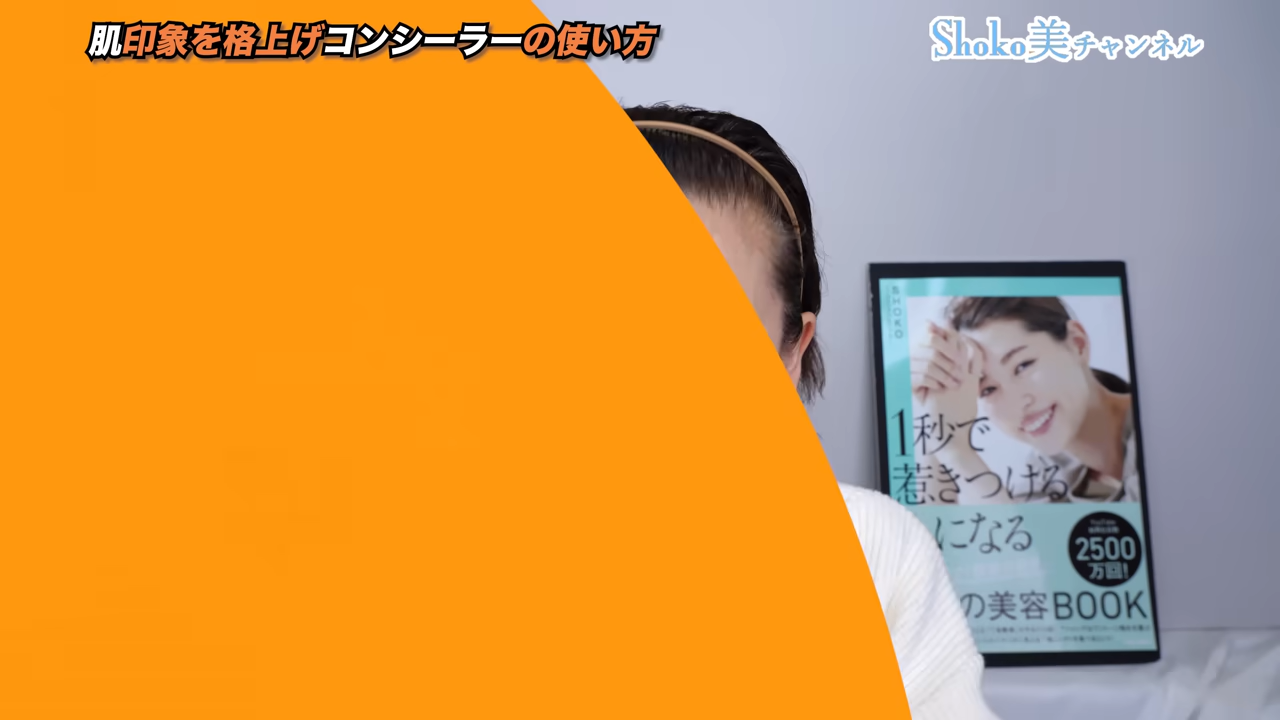 肌印象を格上げコンシーラーの使い方
Shoko美チャンネル
SHOKO
1秒で
惹きつける
になる
YouTube
2500
万回!
の美容BOOK